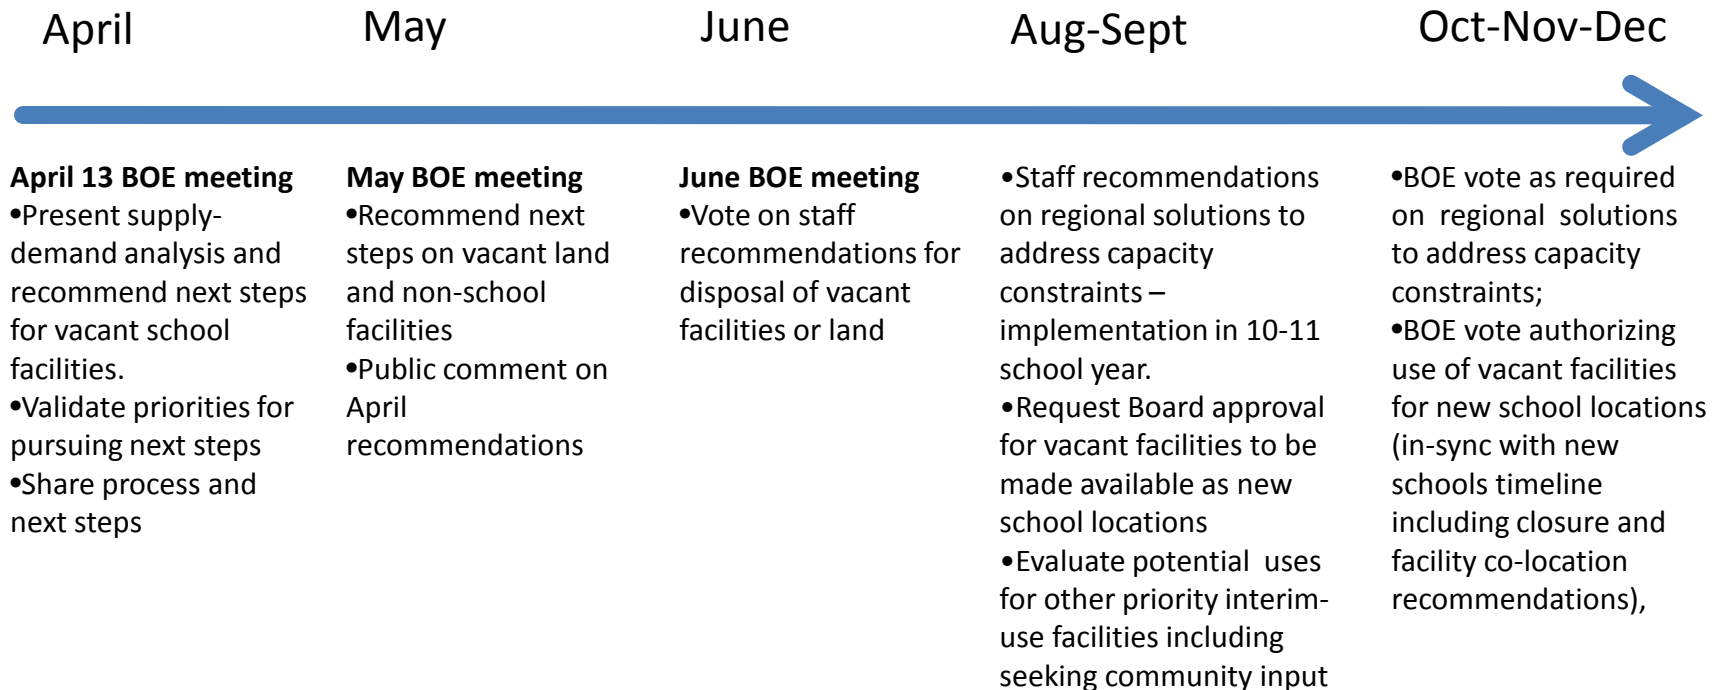 April
May
June
Aug-Sept
Oct-Nov-Dec
April 13 BOE meeting
•Present supply-
demand analysis and
recommend next steps
for vacant school
facilities.
•Validate priorities for
pursuing next steps
•Share process and
next steps
May BOE meeting
•Recommend next
steps on vacant land
and non-school
facilities
•Public comment on
April
recommendations
June BOE meeting
•Vote on staff
recommendations for
disposal of vacant
facilities or land
•Staff recommendations
on regional solutions to
address capacity
constraints –
implementation in 10-11
school year.
•Request Board approval
for vacant facilities to be
made available as new
school locations
•Evaluate potential uses
for other priority interim-
use facilities including
seeking community input
•BOE vote as required
on regional solutions
to address capacity
constraints;
•BOE vote authorizing
use of vacant facilities
for new school locations
(in-sync with new
schools timeline
including closure and
facility co-location
recommendations),